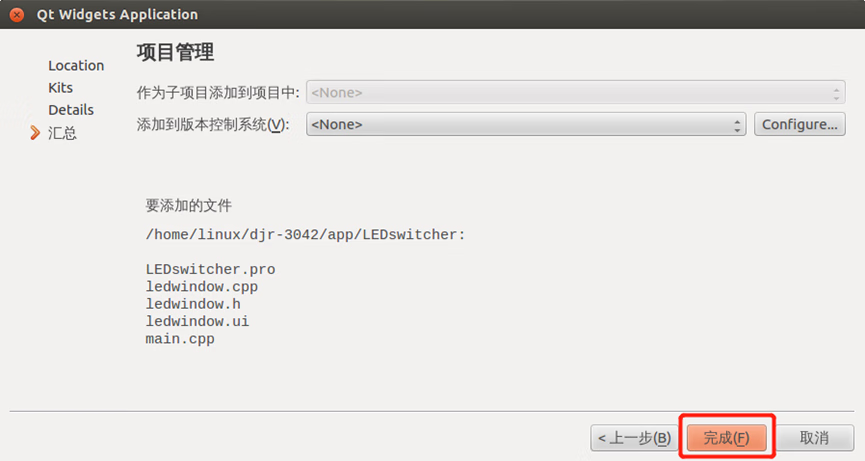 Qt Widgets Application
Location
Kits
Details
汇总
项目管理
作为子项目添加到项目中: <None>
添加到版本控制系统(V): <None> Configure...
要添加的文件
/home/linux/djr-3042/app/LEDswitcher:
LEDswitcher.pro
ledwindow.cpp
ledwindow.h
ledwindow.ui
main.cpp
< 上一步(B) 完成(F) 取消